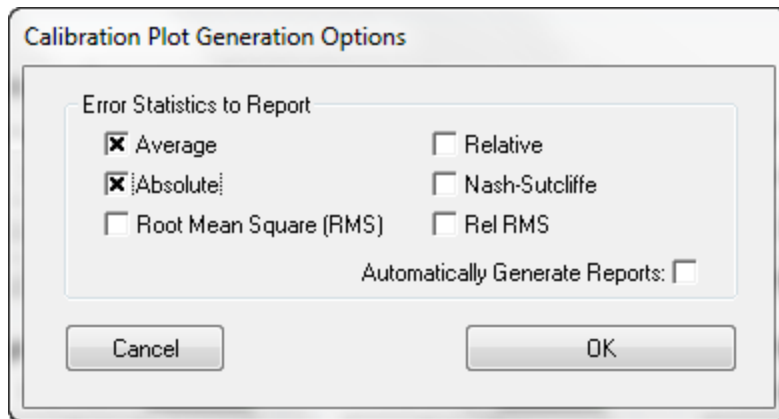 Calibration Plot Generation Options
Error Statistics to Report
Average
Relative
Absolute
Nash-Sutcliffe
Root Mean Square (RMS)
Rel RMS
Automatically Generate Reports:
Cancel
OK